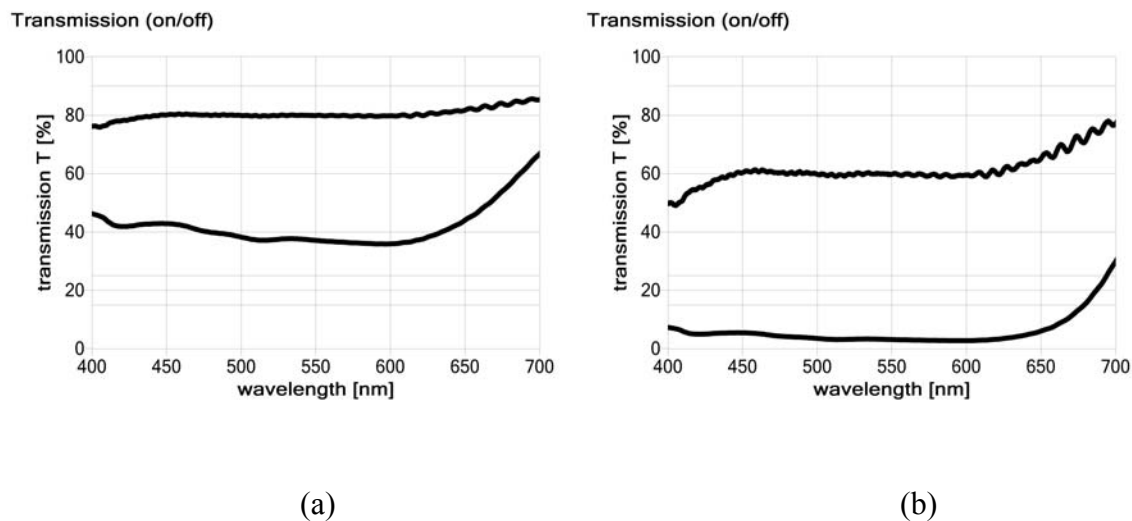 Transmission (on/off)
100
80
60
40
20
0
transmission T [%]
400 450 500 550 600 650 700
wavelength [nm]
(a)
Transmission (on/off)
100
80
60
40
20
0
transmission T [%]
400 450 500 550 600 650 700
wavelength [nm]
(b)